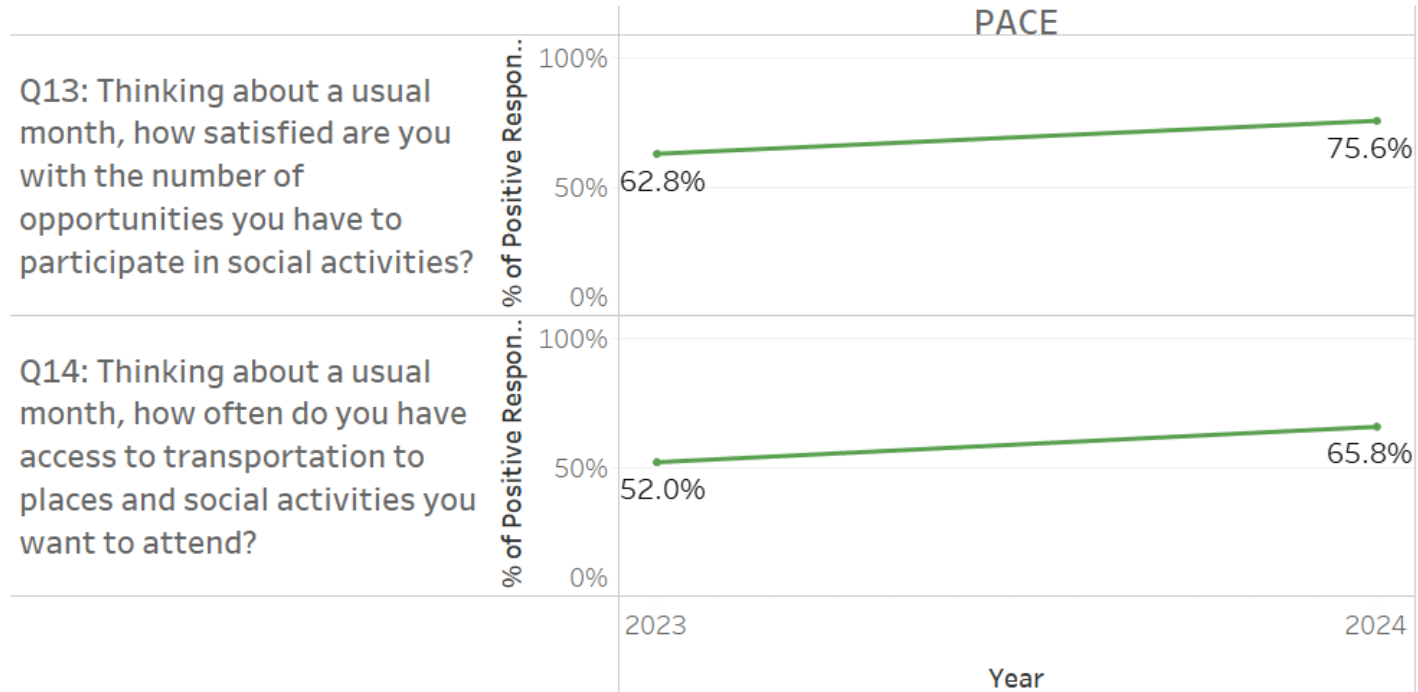 PACE
Q13: Thinking about a usual
month, how satisfied are you
with the number of
opportunities you have to
participate in social activities?
% of Positive Respon..
100%
50%
0%
62.8%
75.6%
Q14: Thinking about a usual
month, how often do you have
access to transportation to
places and social activities you
want to attend?
% of Positive Respon..
100%
50%
0%
52.0%
65.8%
2023
2024
Year